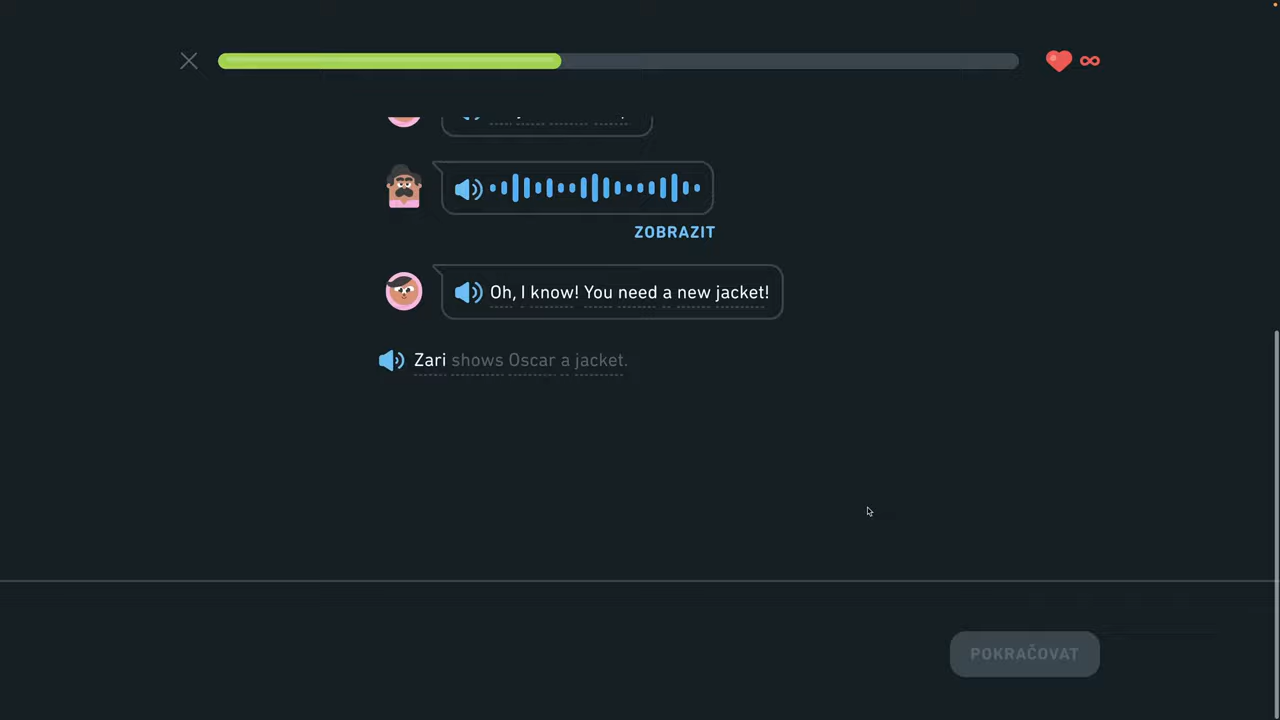 ZOBRAZIT
Oh, I know! You need a new jacket!
Zari shows Oscar a jacket.
POKRAČOVAT